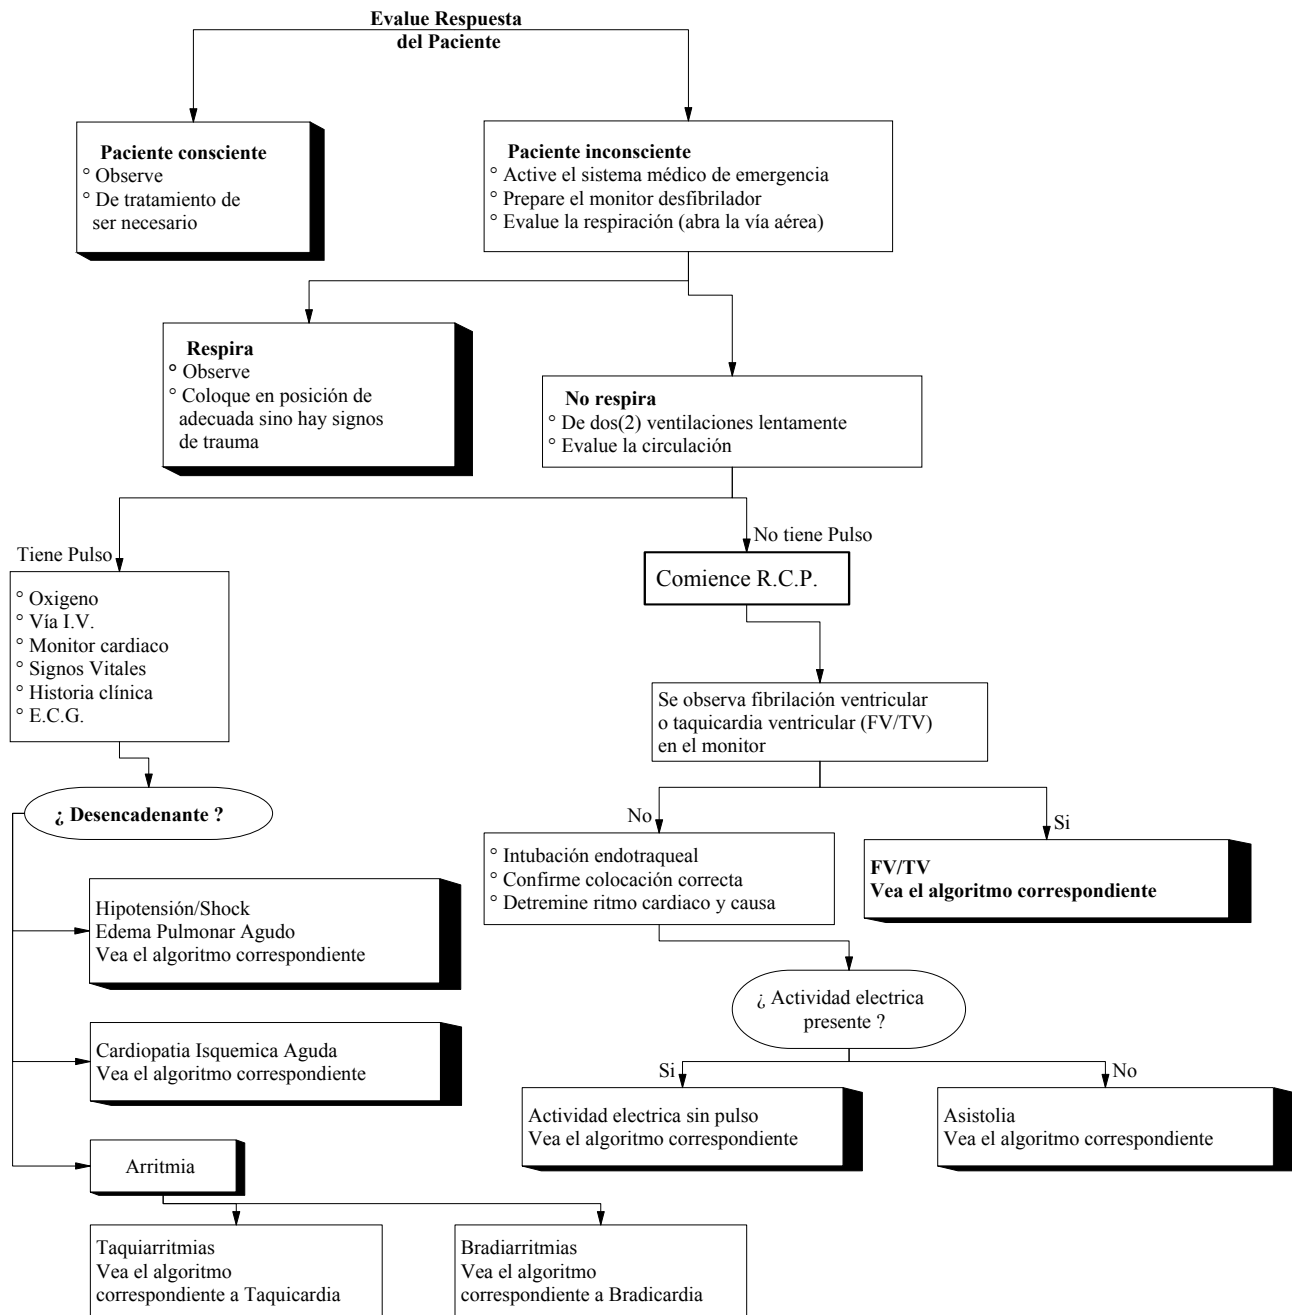 Evalue Respuesta
del Paciente
Paciente consciente
° Observe
° De tratamiento de
ser necesario
Paciente inconsciente
° Active el sistema médico de emergencia
° Prepare el monitor desfibrilador
° Evalue la respiración (abra la vía aérea)
Respira
° Observe
° Coloque en posición de
adecuada sino hay signos
de trauma
No respira
° De dos(2) ventilaciones lentamente
° Evalue la circulación
Tiene Pulso
° Oxigeno
° Vía I.V.
° Monitor cardiaco
° Signos Vitales
° Historia clínica
° E.C.G.
No tiene Pulso
Comience R.C.P.
Se observa fibrilación ventricular
o taquicardia ventricular (FV/TV)
en el monitor
¿ Desencadenante ?
No
° Intubación endotraqueal
° Confirme colocación correcta
° Detremine ritmo cardiaco y causa
Si
FV/TV
Vea el algoritmo correspondiente
Hipotensión/Shock
Edema Pulmonar Agudo
Vea el algoritmo correspondiente
¿ Actividad electrica
presente ?
Cardiopatia Isquemica Aguda
Vea el algoritmo correspondiente
Si
Actividad electrica sin pulso
Vea el algoritmo correspondiente
No
Asistolia
Vea el algoritmo correspondiente
Arritmia
Taquiarritmias
Vea el algoritmo
correspondiente a Taquicardia
Bradiarritmias
Vea el algoritmo
correspondiente a Bradicardia